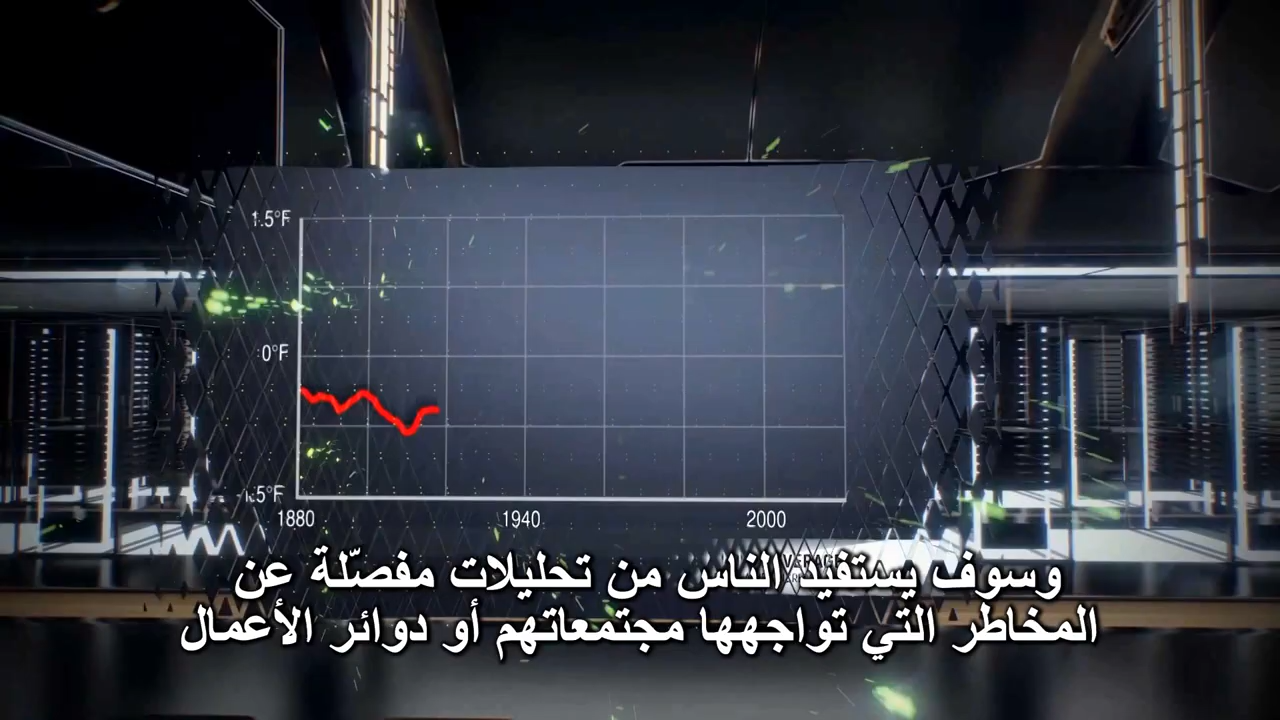 1.5°F
0°F
-1.5°F
1880 1940 2000
وسوف يستفيد الناس من تحليلات مفصّلة عن
المخاطر التي تواجهها مجتمعاتهم أو دوائر الأعمال